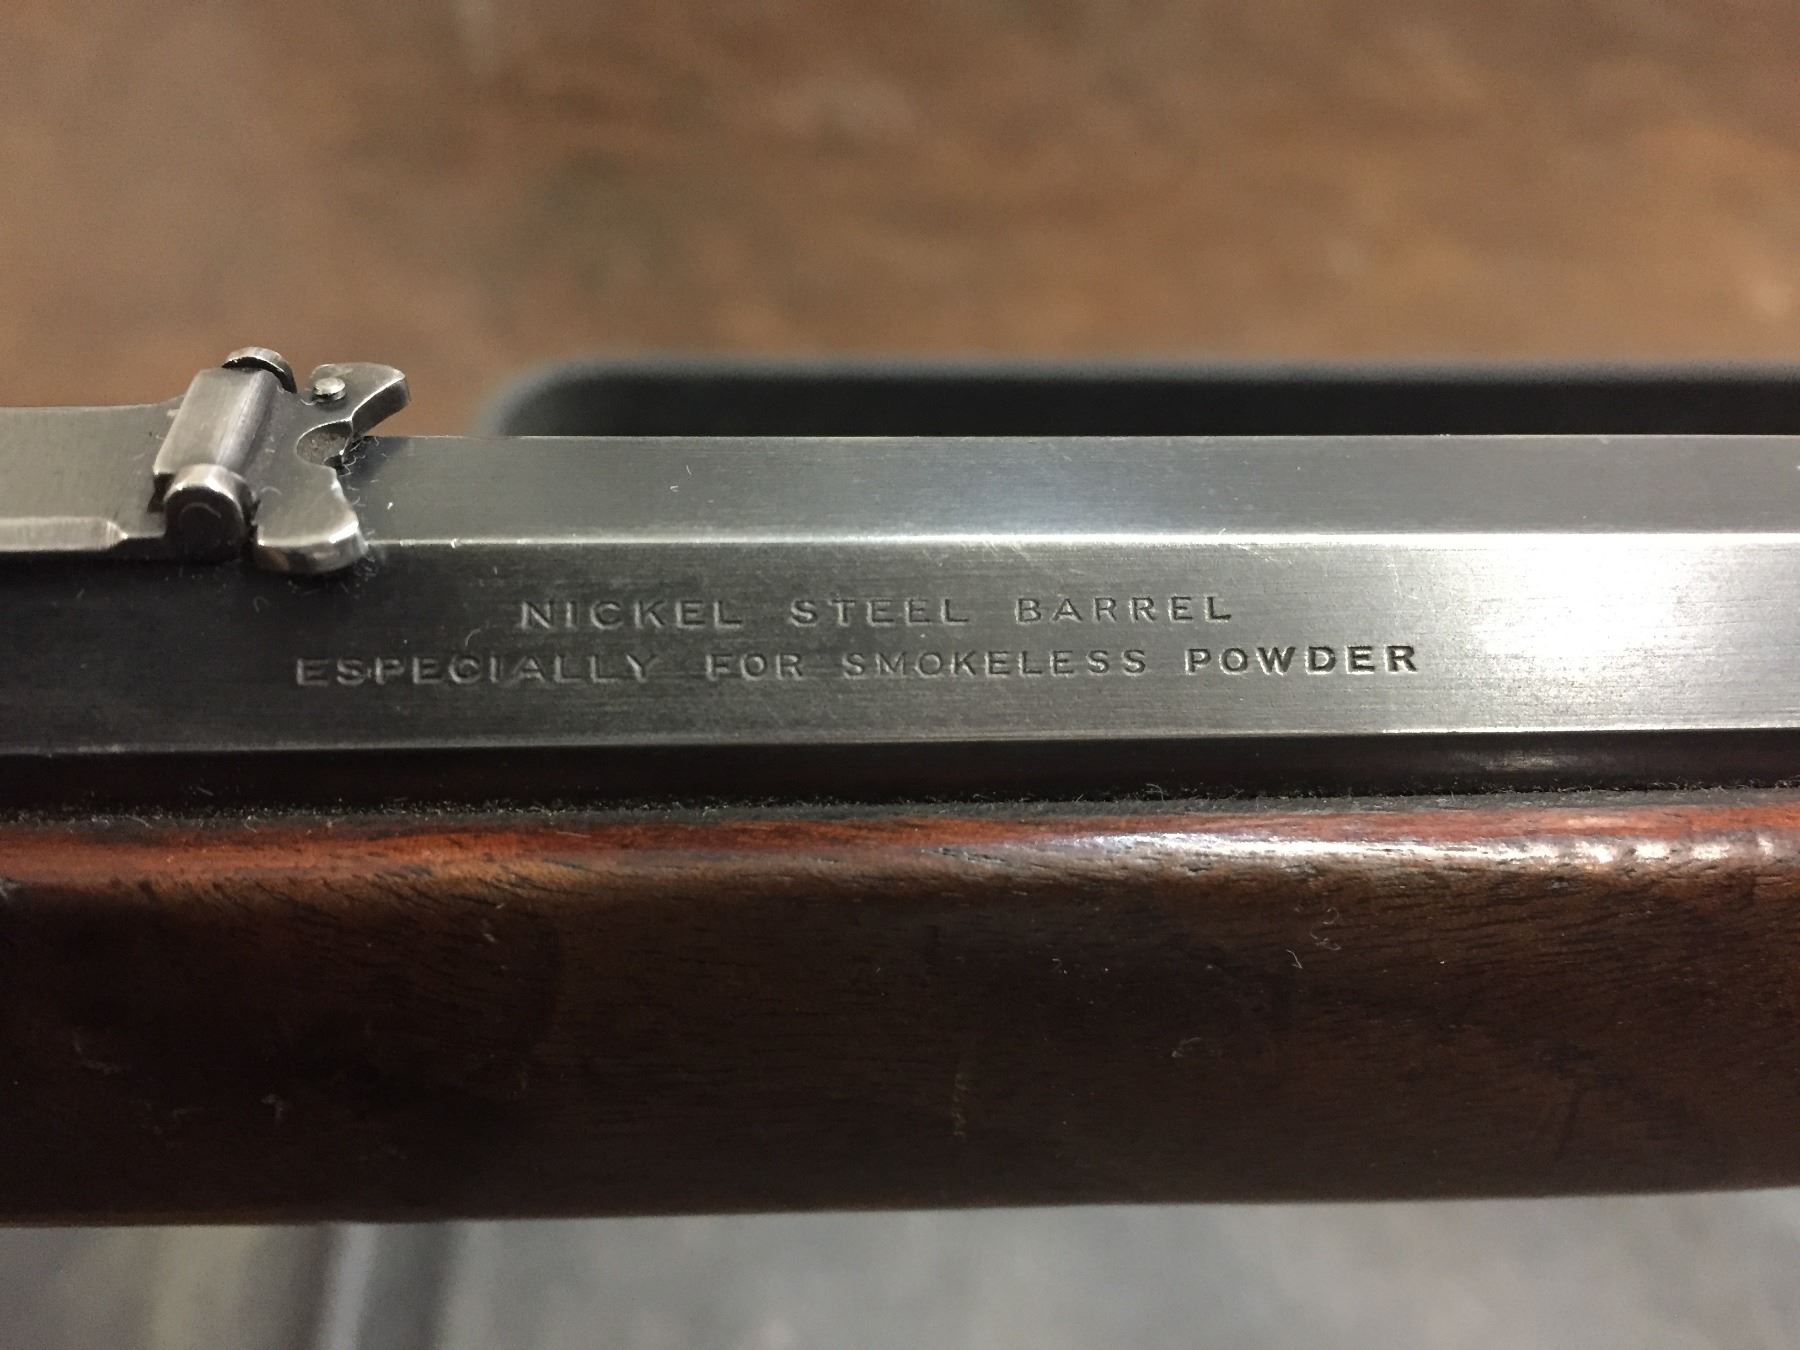 NICKEL STEEL BARREL
ESPECIALLY FOR SMOKELESS POWDER